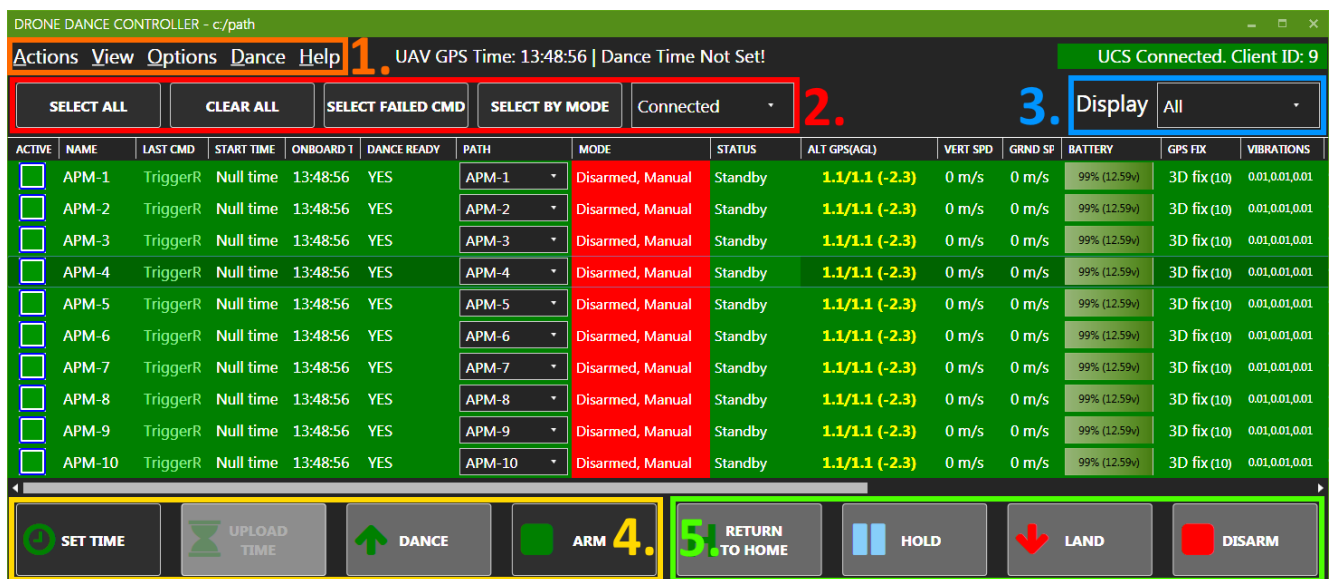 DRONE DANCE CONTROLLER - c:/path
Actions View Options Dance Help 1. UAV GPS Time: 13:48:56 | Dance Time Not Set! UCS Connected. Client ID: 9
SELECT ALL CLEAR ALL SELECT FAILED CMD SELECT BY MODE Connected 2. 3. Display All
ACTIVE NAME LAST CMD START TIME ONBOARD T DANCE READY PATH MODE STATUS ALT GPS(AGL) VERT SPD GRND SP BATTERY GPS FIX VIBRATIONS
APM-1 TriggerR Null time 13:48:56 YES APM-1 Disarmed, Manual Standby 1.1/1.1 (-2.3) 0 m/s 0 m/s 99% (12.59v) 3D fix (10) 0.01,0.01,0.01
APM-2 TriggerR Null time 13:48:56 YES APM-2 Disarmed, Manual Standby 1.1/1.1 (-2.3) 0 m/s 0 m/s 99% (12.59v) 3D fix (10) 0.01,0.01,0.01
APM-3 TriggerR Null time 13:48:56 YES APM-3 Disarmed, Manual Standby 1.1/1.1 (-2.3) 0 m/s 0 m/s 99% (12.59v) 3D fix (10) 0.01,0.01,0.01
APM-4 TriggerR Null time 13:48:56 YES APM-4 Disarmed, Manual Standby 1.1/1.1 (-2.3) 0 m/s 0 m/s 99% (12.59v) 3D fix (10) 0.01,0.01,0.01
APM-5 TriggerR Null time 13:48:56 YES APM-5 Disarmed, Manual Standby 1.1/1.1 (-2.3) 0 m/s 0 m/s 99% (12.59v) 3D fix (10) 0.01,0.01,0.01
APM-6 TriggerR Null time 13:48:56 YES APM-6 Disarmed, Manual Standby 1.1/1.1 (-2.3) 0 m/s 0 m/s 99% (12.59v) 3D fix (10) 0.01,0.01,0.01
APM-7 TriggerR Null time 13:48:56 YES APM-7 Disarmed, Manual Standby 1.1/1.1 (-2.3) 0 m/s 0 m/s 99% (12.59v) 3D fix (10) 0.01,0.01,0.01
APM-8 TriggerR Null time 13:48:56 YES APM-8 Disarmed, Manual Standby 1.1/1.1 (-2.3) 0 m/s 0 m/s 99% (12.59v) 3D fix (10) 0.01,0.01,0.01
APM-9 TriggerR Null time 13:48:56 YES APM-9 Disarmed, Manual Standby 1.1/1.1 (-2.3) 0 m/s 0 m/s 99% (12.59v) 3D fix (10) 0.01,0.01,0.01
APM-10 TriggerR Null time 13:48:56 YES APM-10 Disarmed, Manual Standby 1.1/1.1 (-2.3) 0 m/s 0 m/s 99% (12.59v) 3D fix (10) 0.01,0.01,0.01
SET TIME UPLOAD TIME DANCE ARM 4. 5. RETURN TO HOME HOLD LAND DISARM